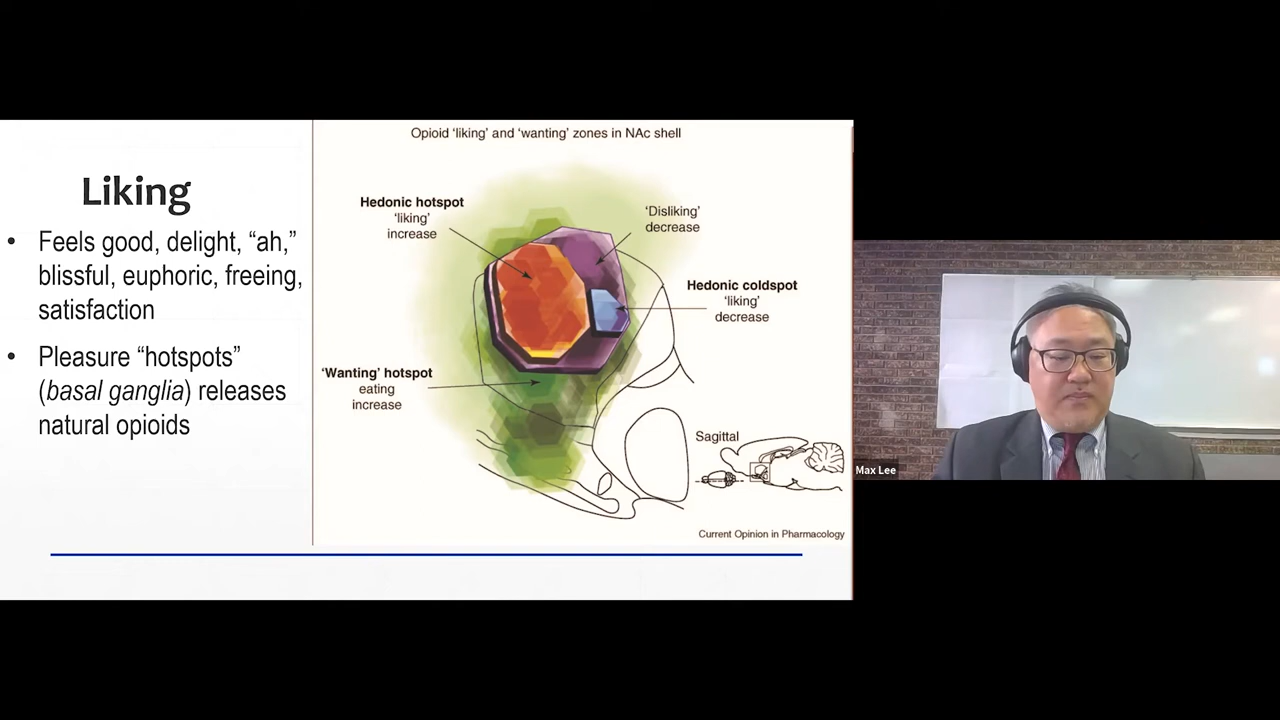 Liking
• Feels good, delight, “ah,”
blissful, euphoric, freeing,
satisfaction
• Pleasure “hotspots”
(basal ganglia) releases
natural opioids
Opioid ‘liking’ and ‘wanting’ zones in NAc shell
Hedonic hotspot
‘liking’
increase
‘Disliking’
decrease
Hedonic coldspot
‘liking’
decrease
‘Wanting’ hotspot
eating
increase
Sagittal
Current Opinion in Pharmacology
Max Lee